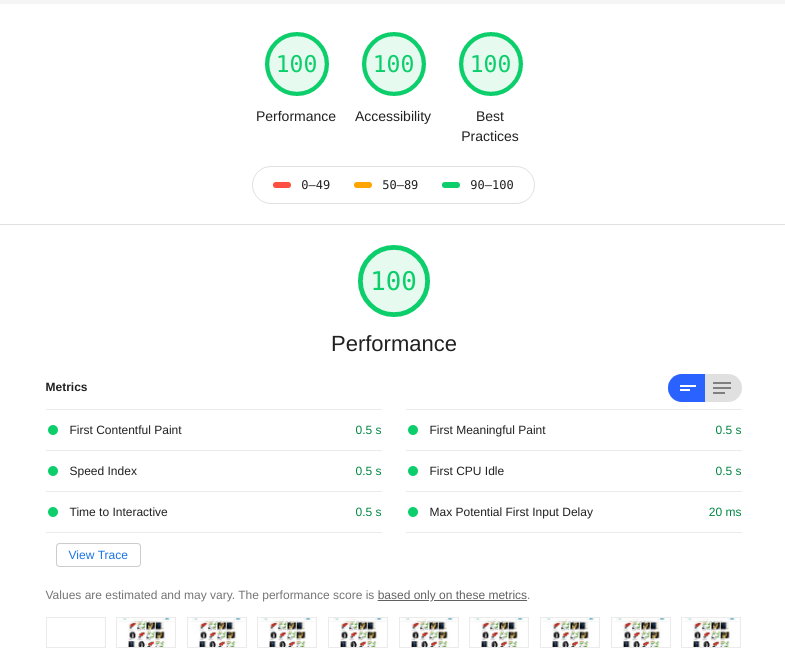 100 100 100
Performance Accessibility Best
Practices
0–49 50–89 90–100
100
Performance
Metrics
First Contentful Paint 0.5 s First Meaningful Paint 0.5 s
Speed Index 0.5 s First CPU Idle 0.5 s
Time to Interactive 0.5 s Max Potential First Input Delay 20 ms
View Trace
Values are estimated and may vary. The performance score is based only on these metrics.